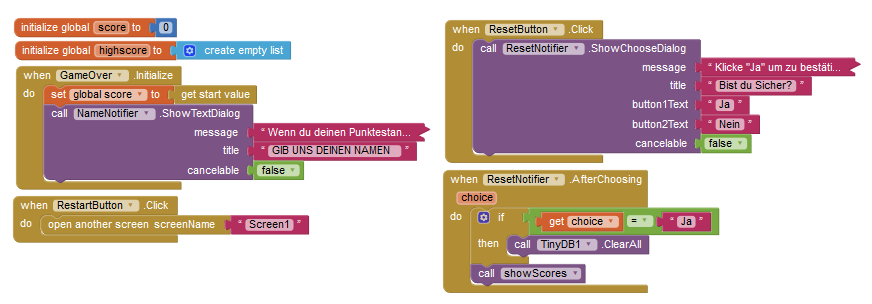 initialize global score to 0
initialize global highscore to create empty list
when GameOver .Initialize
do set global score to get start value
call NameNotifier .ShowTextDialog
message " Wenn du deinen Punktestan...
title " GIB UNS DEINEN NAMEN "
cancelable false
when RestartButton .Click
do open another screen screenName " Screen1 "
when ResetButton .Click
do call ResetNotifier .ShowChooseDialog
message " Klicke "Ja" um zu bestäti...
title " Bist du Sicher? "
button1Text " Ja "
button2Text " Nein "
cancelable false
when ResetNotifier .AfterChoosing
choice
do if get choice = " Ja "
then call TinyDB1 .ClearAll
call showScores